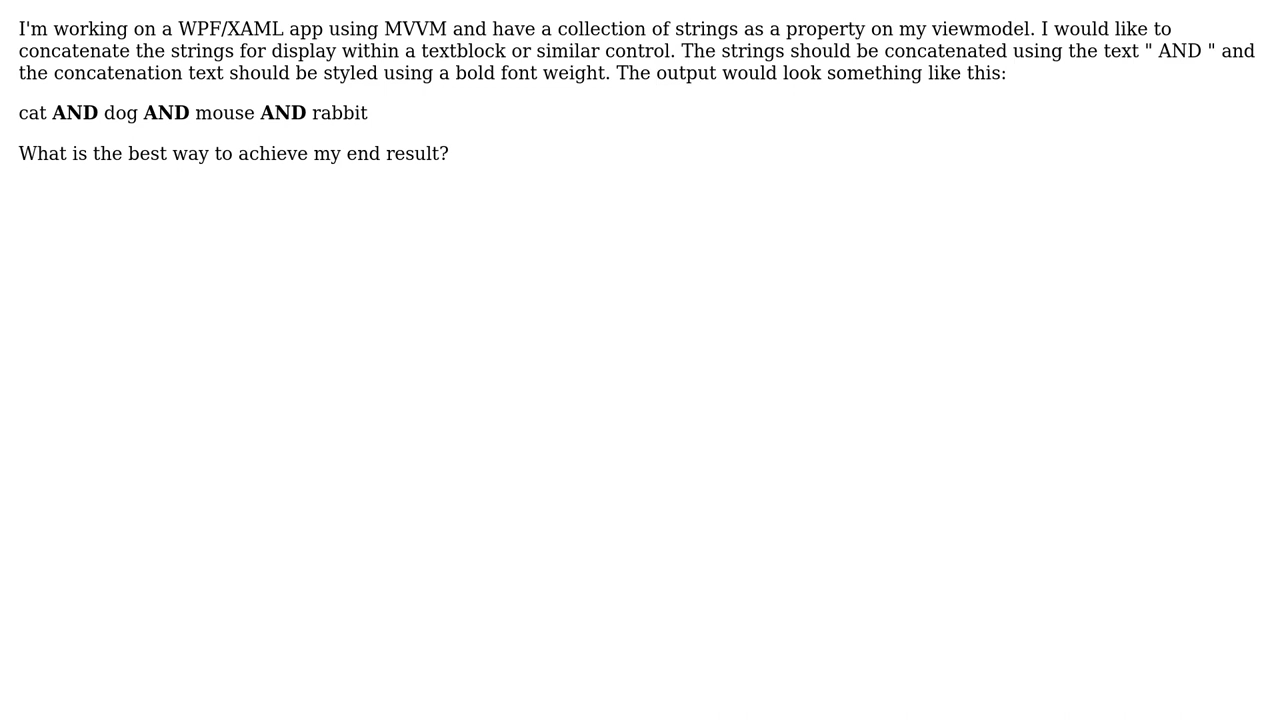 I'm working on a WPF/XAML app using MVVM and have a collection of strings as a property on my viewmodel. I would like to
concatenate the strings for display within a textblock or similar control. The strings should be concatenated using the text " AND " and
the concatenation text should be styled using a bold font weight. The output would look something like this:
cat AND dog AND mouse AND rabbit
What is the best way to achieve my end result?